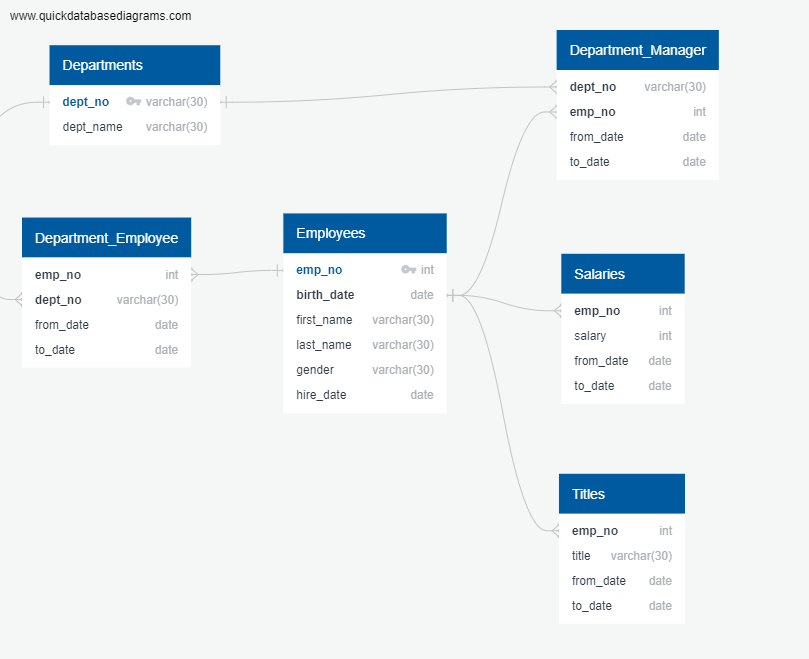 www.quickdatabasediagrams.com
Departments
dept_no varchar(30)
dept_name varchar(30)
Department_Manager
dept_no varchar(30)
emp_no int
from_date date
to_date date
Department_Employee
emp_no int
dept_no varchar(30)
from_date date
to_date date
Employees
emp_no int
birth_date date
first_name varchar(30)
last_name varchar(30)
gender varchar(30)
hire_date date
Salaries
emp_no int
salary int
from_date date
to_date date
Titles
emp_no int
title varchar(30)
from_date date
to_date date